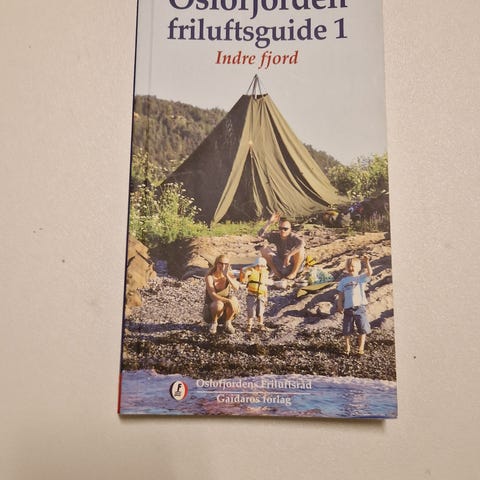 Oslofjorden
friluftsguide 1
Indre fjord
Oslofjordens Friluftsråd
Gaidaros forlag